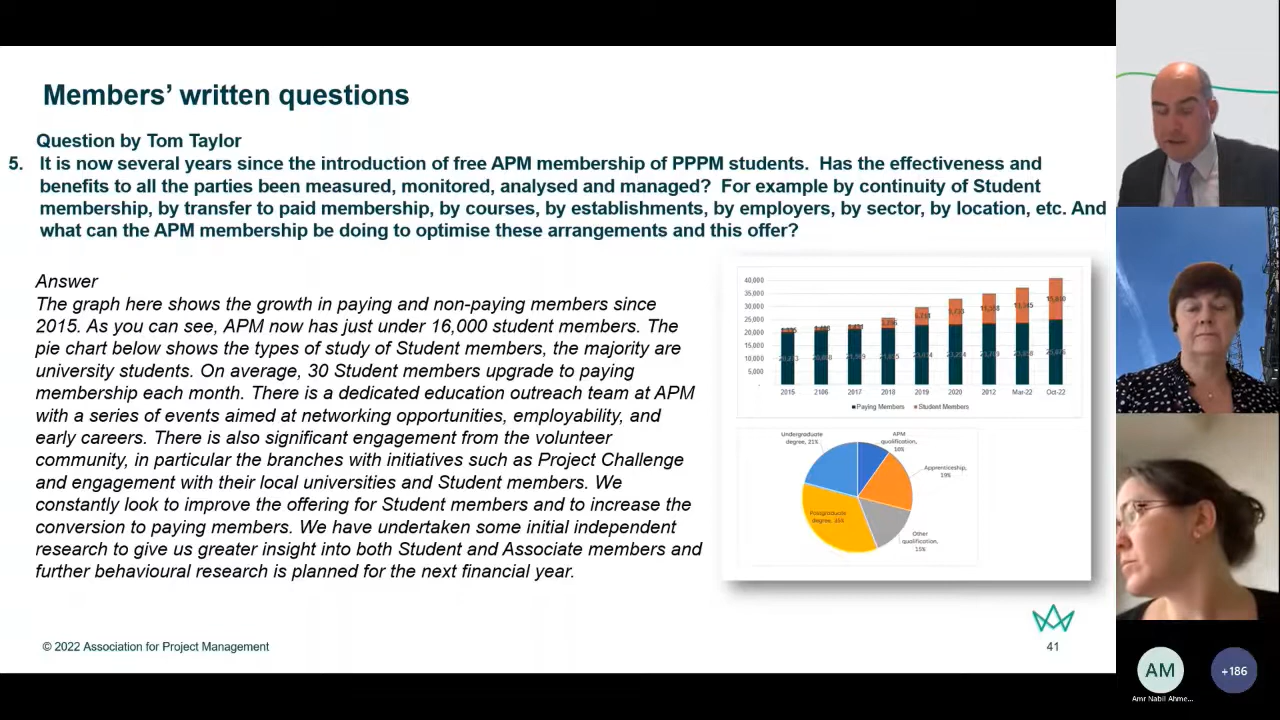 Members' written questions
Question by Tom Taylor
5. It is now several years since the introduction of free APM membership of PPPM students. Has the effectiveness and
benefits to all the parties been measured, monitored, analysed and managed? For example by continuity of Student
membership, by transfer to paid membership, by courses, by establishments, by employers, by sector, by location, etc. And
what can the APM membership be doing to optimise these arrangements and this offer?
Answer
The graph here shows the growth in paying and non-paying members since
2015. As you can see, APM now has just under 16,000 student members. The
pie chart below shows the types of study of Student members, the majority are
university students. On average, 30 Student members upgrade to paying
membership each month. There is a dedicated education outreach team at APM
with a series of events aimed at networking opportunities, employability, and
early careers. There is also significant engagement from the volunteer
community, in particular the branches with initiatives such as Project Challenge
and engagement with their local universities and Student members. We
constantly look to improve the offering for Student members and to increase the
conversion to paying members. We have undertaken some initial independent
research to give us greater insight into both Student and Associate members and
further behavioural research is planned for the next financial year.
40,000
35,000
30,000
25,000
20,000
15,000
10,000
5,000
-
2015 2106 2017 2018 2019 2020 2012 Mar-22 Oct-22
Paying Members Student Members
Undergraduate
degree, 21%
APM
qualification,
10%
Apprenticeship,
19%
Other
qualification,
15%
Postgraduate
degree, 35%
© 2022 Association for Project Management
41
AM
Amr Nabil Ahme...
+186